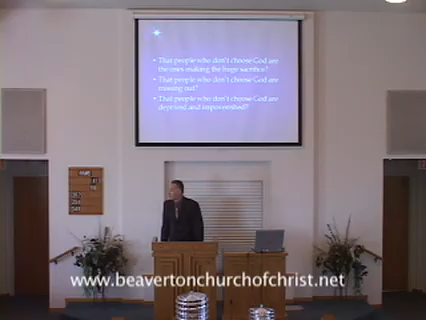 • That people who don't choose God are
the ones making the huge sacrifice?
• That people who don't choose God are
missing out?
• That people who don't choose God are
deprived and impoverished?
www.beavertonchurchofchrist.net